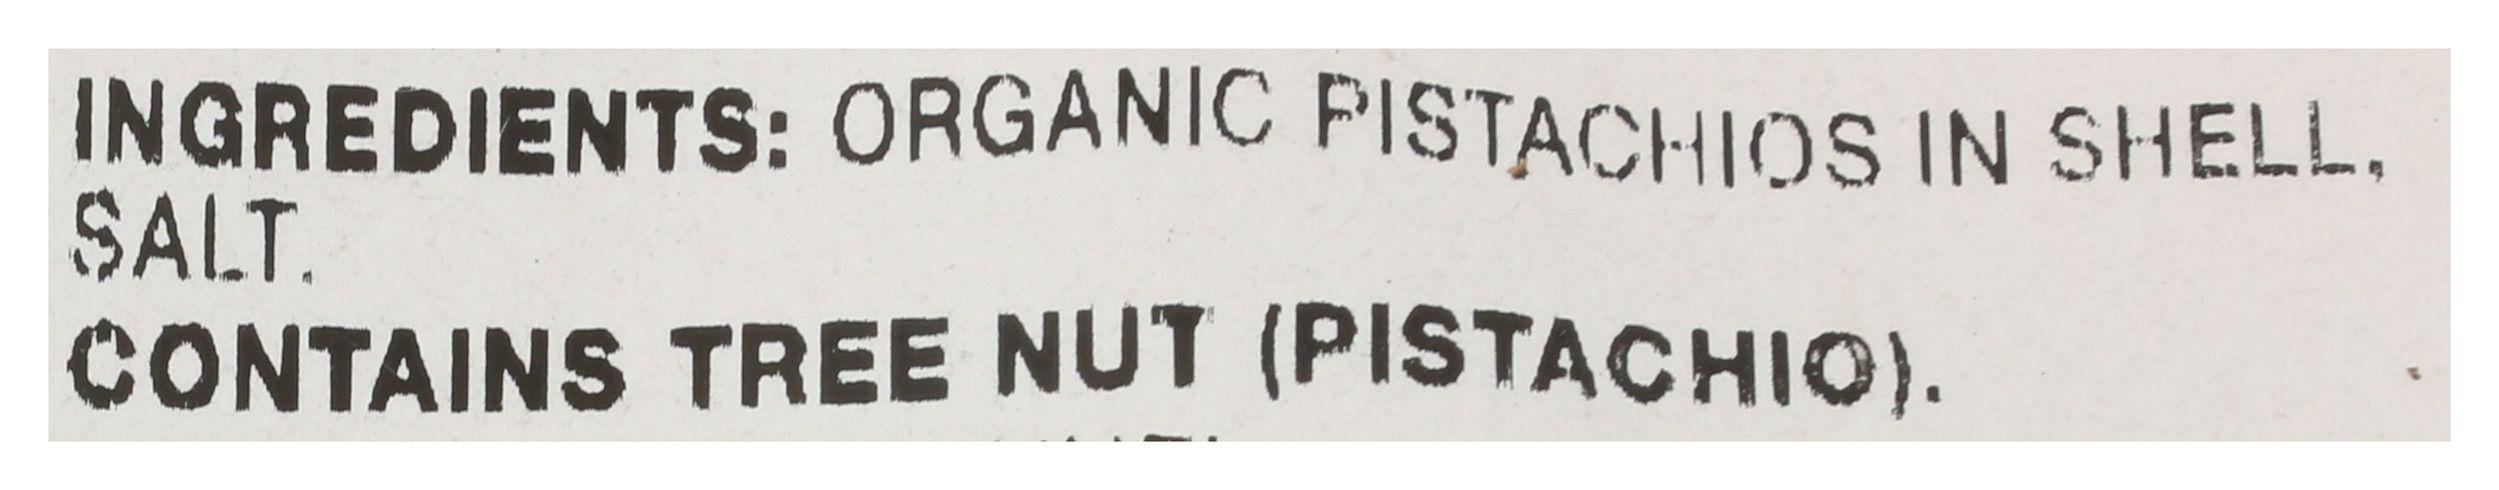 INGREDIENTS: ORGANIC PISTACHIOS IN SHELL,
SALT.
CONTAINS TREE NUT (PISTACHIO).